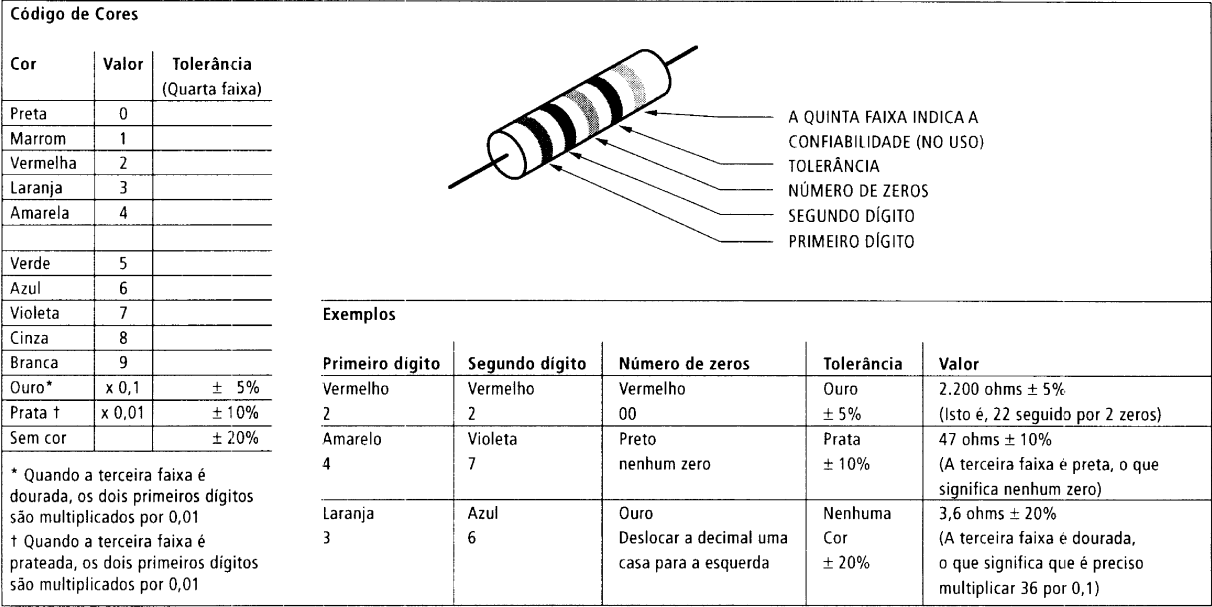 Código de Cores
Cor Valor Tolerância
(Quarta faixa)
Preta 0
Marrom 1
Vermelha 2
Laranja 3
Amarela 4
Verde 5
Azul 6
Violeta 7
Cinza 8
Branca 9
Ouro* x 0,1 ± 5%
Prata † x 0,01 ± 10%
Sem cor ± 20%
* Quando a terceira faixa é
dourada, os dois primeiros dígitos
são multiplicados por 0,01
† Quando a terceira faixa é
prateada, os dois primeiros dígitos
são multiplicados por 0,01
A QUINTA FAIXA INDICA A
CONFIABILIDADE (NO USO)
TOLERÂNCIA
NÚMERO DE ZEROS
SEGUNDO DÍGITO
PRIMEIRO DÍGITO
Exemplos
Primeiro dígito Segundo dígito Número de zeros Tolerância Valor
Vermelho Vermelho Vermelho Ouro 2.200 ohms ± 5%
2 2 00 ± 5% (Isto é, 22 seguido por 2 zeros)
Amarelo Violeta Preto Prata 47 ohms ± 10%
4 7 nenhum zero ± 10% (A terceira faixa é preta, o que
significa nenhum zero)
Laranja Azul Ouro Nenhuma 3,6 ohms ± 20%
3 6 Deslocar a decimal uma Cor (A terceira faixa é dourada,
casa para a esquerda ± 20% o que significa que é preciso
multiplicar 36 por 0,1)